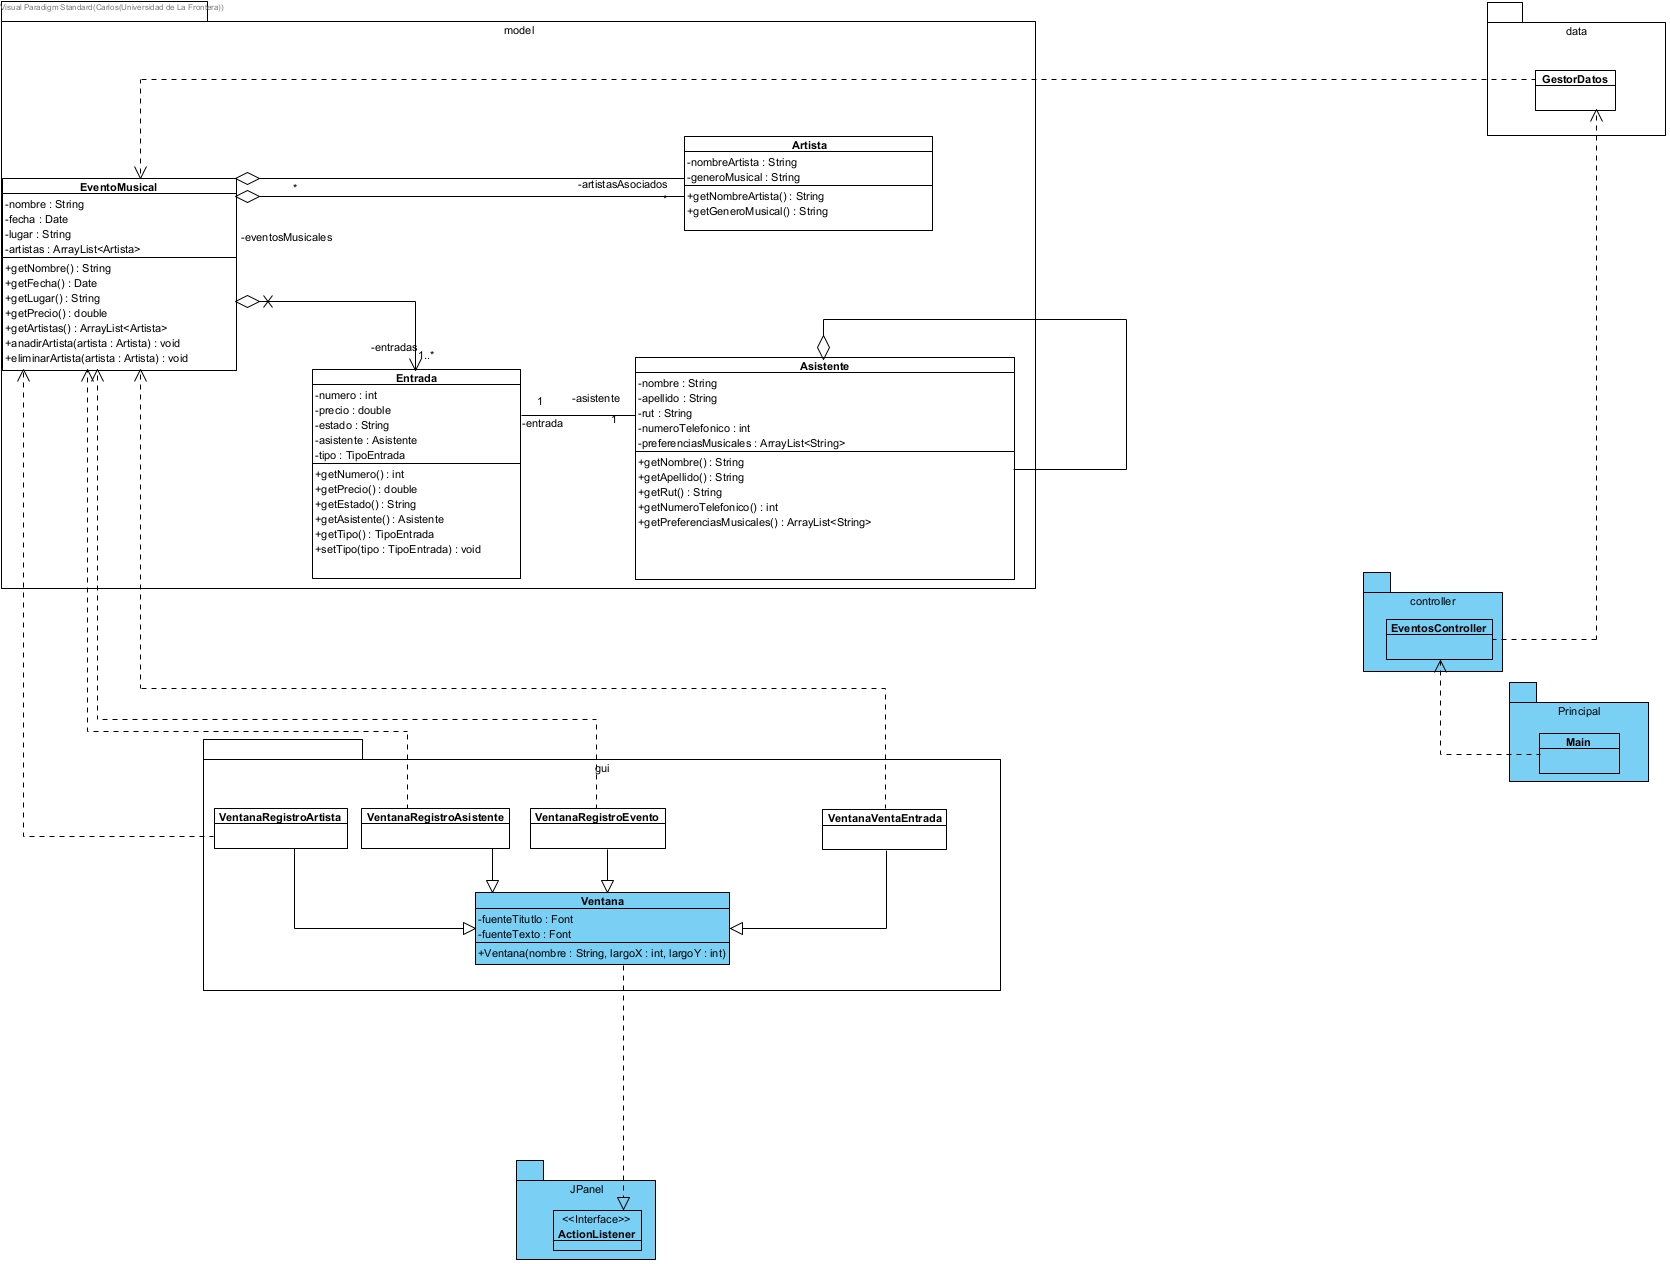 Visual Paradigm Standard(Carlos(Universidad de La Frontera))
model
data
GestorDatos
Artista
-nombreArtista : String
-generoMusical : String
+getNombreArtista() : String
+getGeneroMusical() : String
*
-artistasAsociados
*
-eventosMusicales
EventoMusical
-nombre : String
-fecha : Date
-lugar : String
-artistas : ArrayList<Artista>
+getNombre() : String
+getFecha() : Date
+getLugar() : String
+getPrecio() : double
+getArtistas() : ArrayList<Artista>
+anadirArtista(artista : Artista) : void
+eliminarArtista(artista : Artista) : void
-entradas
1..*
Entrada
-numero : int
-precio : double
-estado : String
-asistente : Asistente
-tipo : TipoEntrada
+getNumero() : int
+getPrecio() : double
+getEstado() : String
+getAsistente() : Asistente
+getTipo() : TipoEntrada
+setTipo(tipo : TipoEntrada) : void
1
-asistente
-entrada
1
Asistente
-nombre : String
-apellido : String
-rut : String
-numeroTelefonico : int
-preferenciasMusicales : ArrayList<String>
+getNombre() : String
+getApellido() : String
+getRut() : String
+getNumeroTelefonico() : int
+getPreferenciasMusicales() : ArrayList<String>
controller
EventosController
Principal
Main
gui
VentanaRegistroArtista
VentanaRegistroAsistente
VentanaRegistroEvento
VentanaVentaEntrada
Ventana
-fuenteTitutlo : Font
-fuenteTexto : Font
+Ventana(nombre : String, largoX : int, largoY : int)
JPanel
<<Interface>>
ActionListener